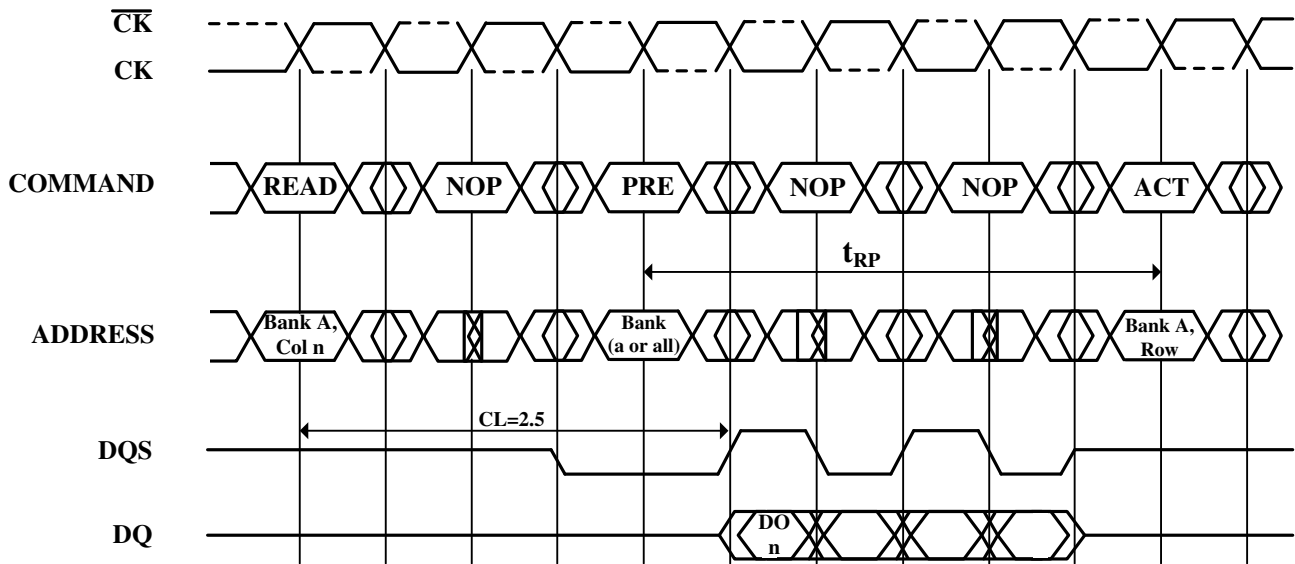 CK
CK
COMMAND
READ NOP PRE NOP NOP ACT
tRP
ADDRESS
Bank A,
Col n
Bank
(a or all)
Bank A,
Row
CL=2.5
DQS
DQ
DO
n